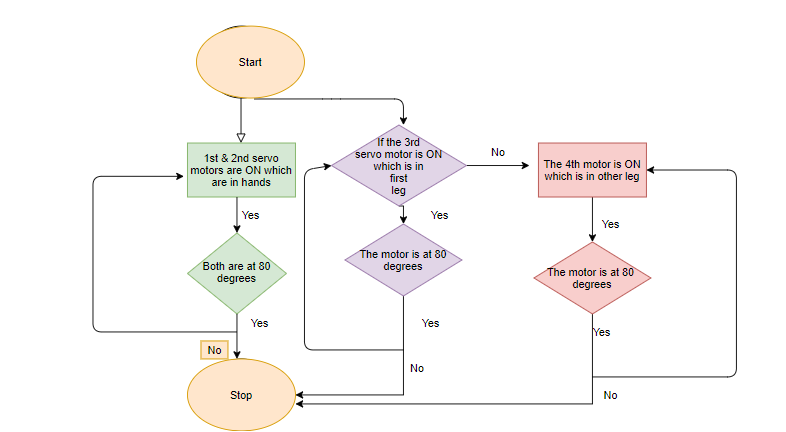 Start
1st & 2nd servo
motors are ON which
are in hands
Yes
Both are at 80
degrees
Yes
No
Stop
If the 3rd
servo motor is ON
which is in
first
leg
No
Yes
The motor is at 80
degrees
Yes
No
The 4th motor is ON
which is in other leg
Yes
The motor is at 80
degrees
Yes
No